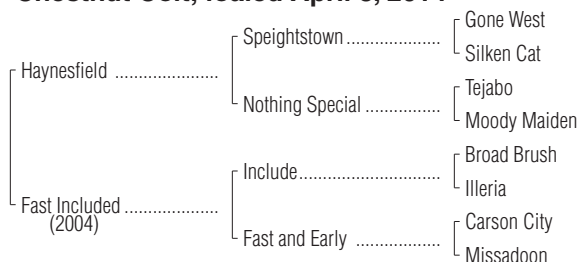 Chestnut Colt; foaled April
Gone West
Speightstown
Silken Cat
Haynesfield
Tejabo
Nothing Special
Moody Maiden
Broad Brush
Include
Illeria
Fast Included
(2004)
Carson City
Fast and Early
Missadoon